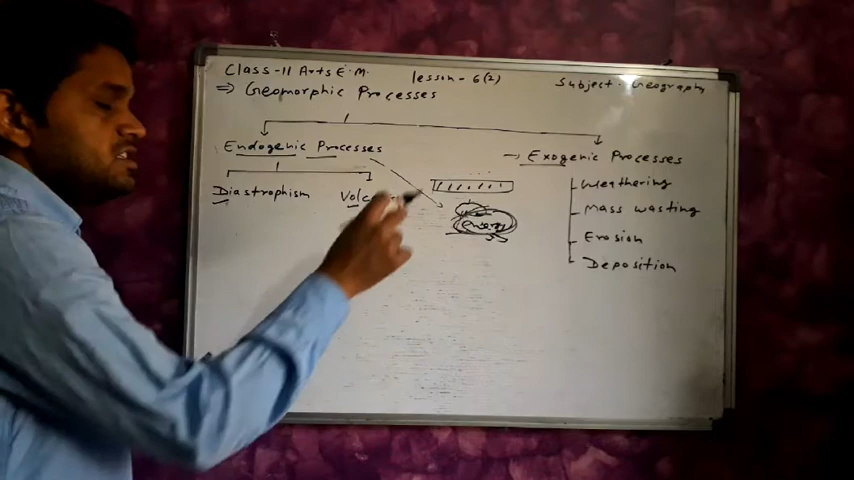 Class-11 Arts E.M. lesson-6(2) Subject-Geography
⇒ Geomorphic Processes
Endogenic Processes → Exogenic Processes
Diastrophism
Weathering
Mass wasting
Erosion
Deposition
energy